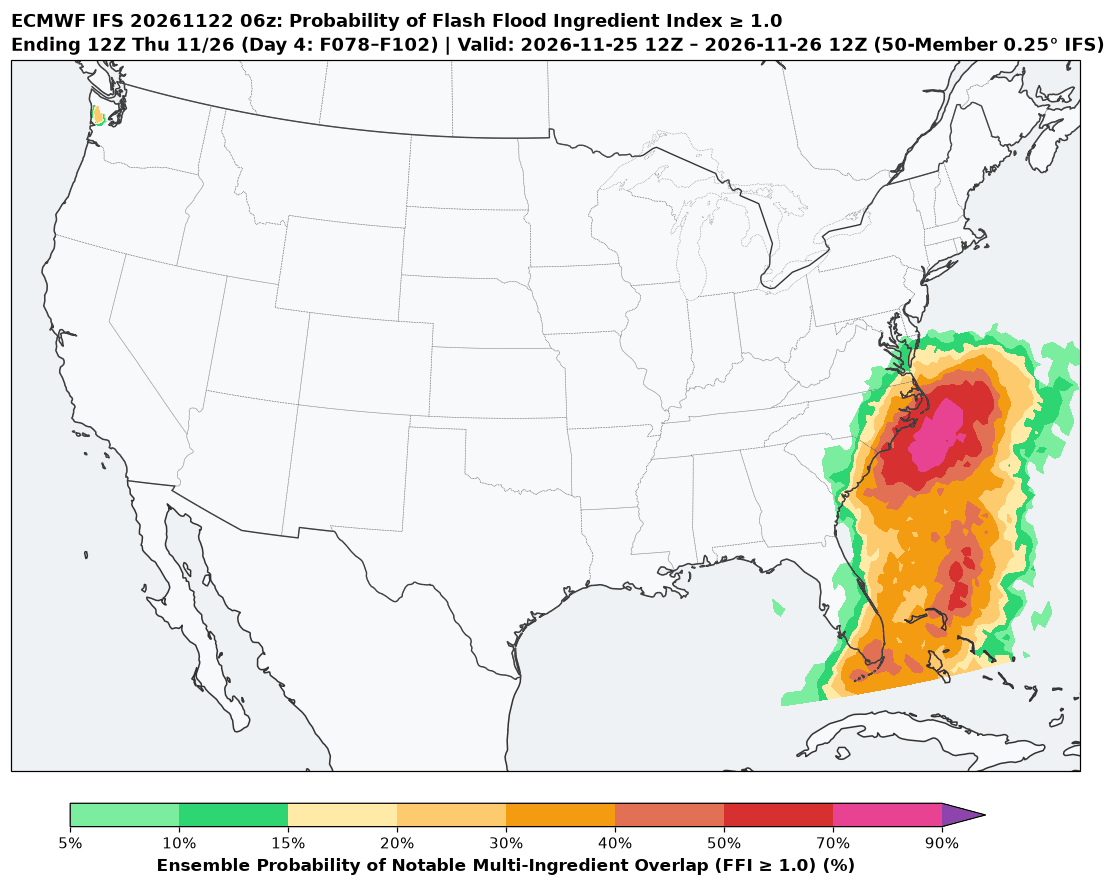 ECMWF IFS 20261122 06z: Probability of Flash Flood Ingredient Index ≥ 1.0
Ending 12Z Thu 11/26 (Day 4: F078–F102) | Valid: 2026-11-25 12Z – 2026-11-26 12Z (50-Member 0.25° IFS)
5% 10% 15% 20% 30% 40% 50% 70% 90%
Ensemble Probability of Notable Multi-Ingredient Overlap (FFI ≥ 1.0) (%)